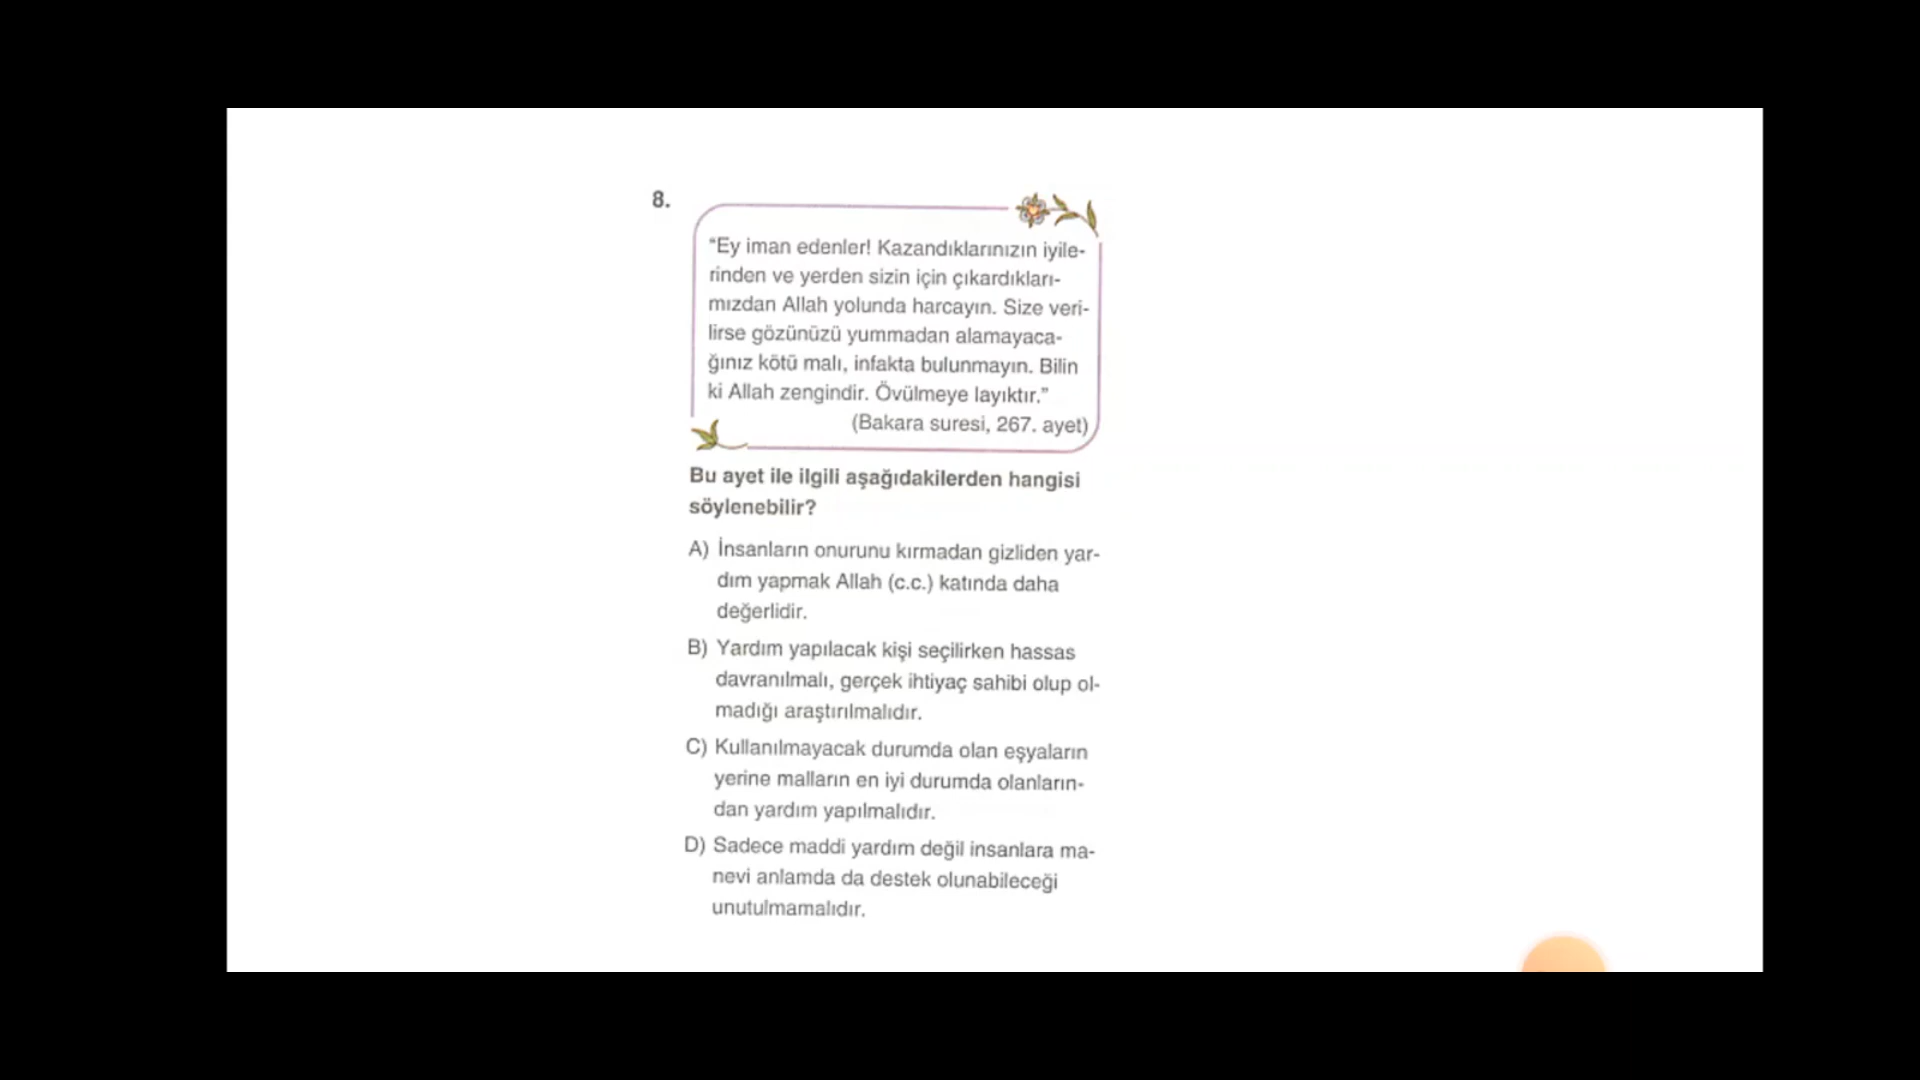 8.
“Ey iman edenler! Kazandıklarınızın iyile-
rinden ve yerden sizin için çıkardıkları-
mızdan Allah yolunda harcayın. Size veri-
lirse gözünüzü yummadan alamayaca-
ğınız kötü malı, infakta bulunmayın. Bilin
ki Allah zengindir. Övülmeye layıktır.”
(Bakara suresi, 267. ayet)
Bu ayet ile ilgili aşağıdakilerden hangisi
söylenebilir?
A) İnsanların onurunu kırmadan gizliden yar-
dım yapmak Allah (c.c.) katında daha
değerlidir.
B) Yardım yapılacak kişi seçilirken hassas
davranılmalı, gerçek ihtiyaç sahibi olup ol-
madığı araştırılmalıdır.
C) Kullanılmayacak durumda olan eşyaların
yerine malların en iyi durumda olanların-
dan yardım yapılmalıdır.
D) Sadece maddi yardım değil insanlara ma-
nevi anlamda da destek olunabileceği
unutulmamalıdır.